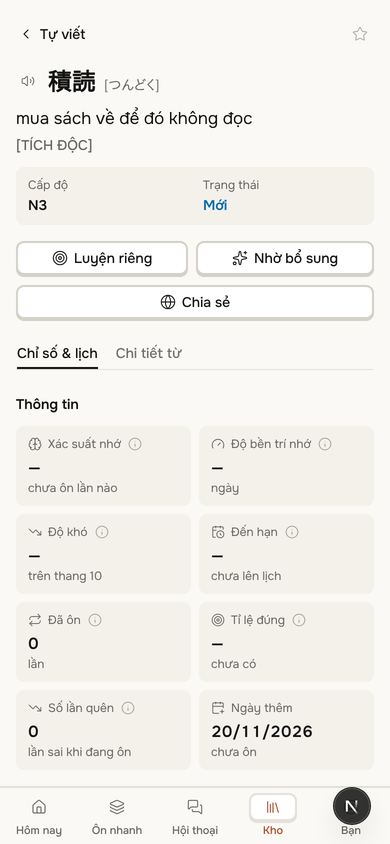 Tự viết
積読 [つんどく]
mua sách về để đó không đọc
[TÍCH ĐỘC]
Cấp độ
N3
Trạng thái
Mới
Luyện riêng
Nhờ bổ sung
Chia sẻ
Chỉ số & lịch
Chi tiết từ
Thông tin
Xác suất nhớ
–
chưa ôn lần nào
Độ bền trí nhớ
–
ngày
Độ khó
–
trên thang 10
Đến hạn
–
chưa lên lịch
Đã ôn
0
lần
Tỉ lệ đúng
–
chưa có
Số lần quên
0
lần sai khi đang ôn
Ngày thêm
20/11/2026
chưa ôn
Hôm nay
Ôn nhanh
Hội thoại
Kho
N
Bạn